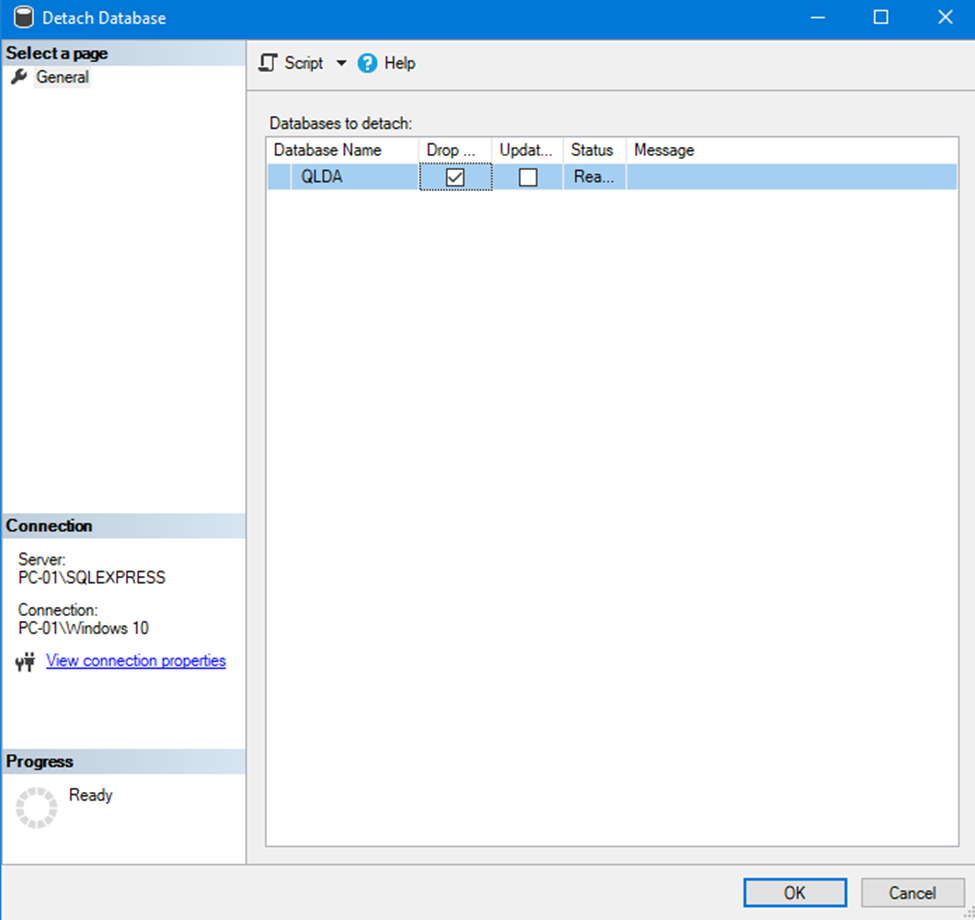 Detach Database
Select a page
General
Script
Help
Databases to detach:
Database Name Drop ... Updat... Status Message
QLDA Rea...
Connection
Server:
PC-01\SQLEXPRESS
Connection:
PC-01\Windows 10
View connection properties
Progress
Ready
OK Cancel